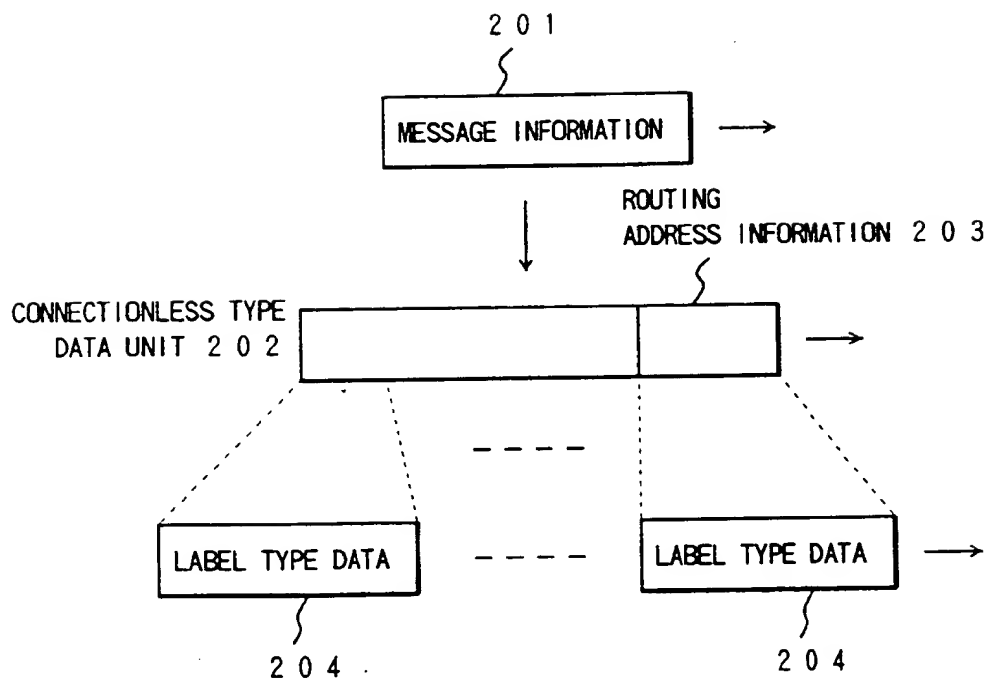 201
MESSAGE INFORMATION
ROUTING
ADDRESS INFORMATION 203
CONNECTIONLESS TYPE
DATA UNIT 202
LABEL TYPE DATA
LABEL TYPE DATA
204
204